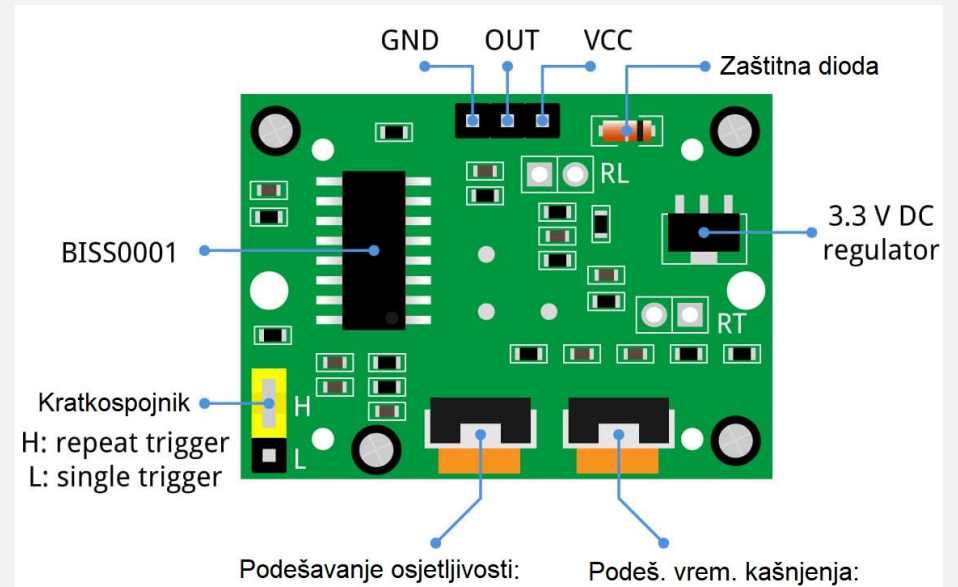 GND OUT VCC
Zaštitna dioda
RL
3.3 V DC
regulator
BISS0001
RT
Kratkospojnik
H
H: repeat trigger
L
L: single trigger
Podešavanje osjetljivosti:
Podeš. vrem. kašnjenja: